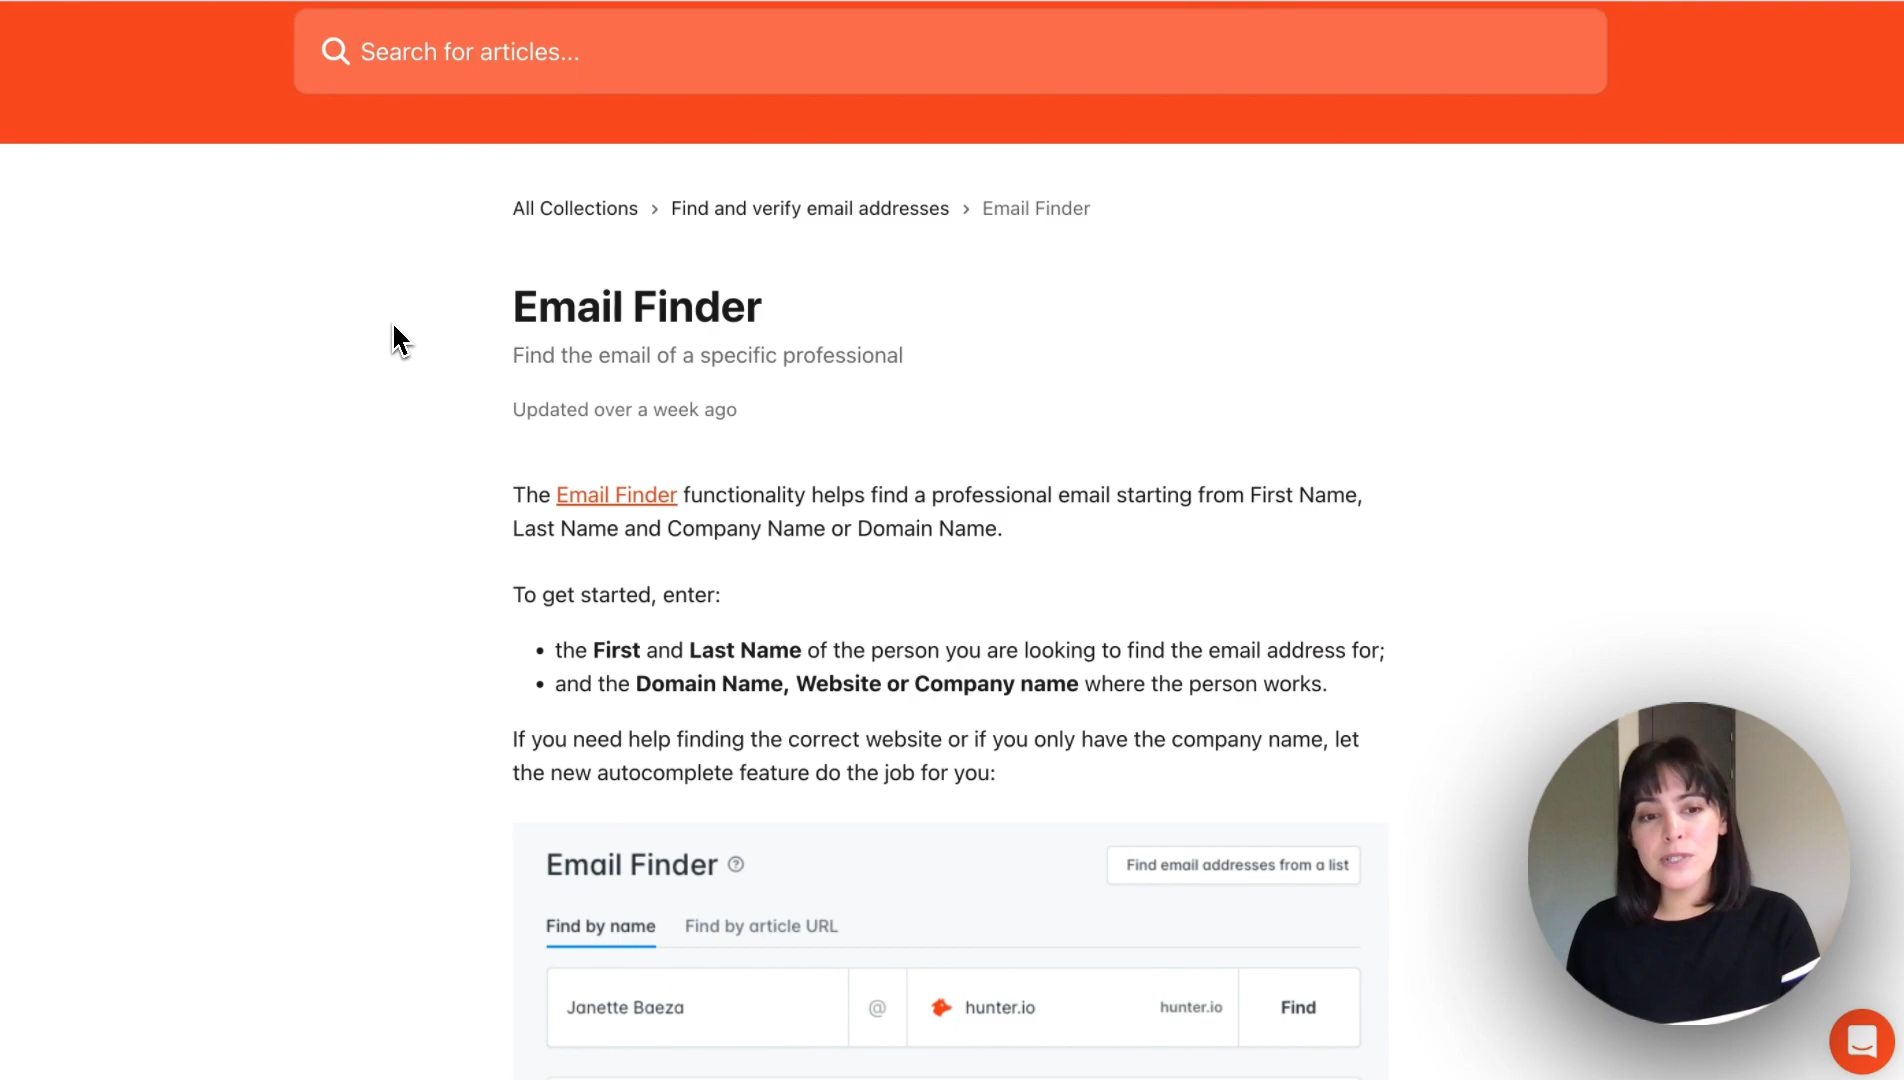 Search for articles...
All Collections > Find and verify email addresses > Email Finder
Email Finder
Find the email of a specific professional
Updated over a week ago
The Email Finder functionality helps find a professional email starting from First Name,
Last Name and Company Name or Domain Name.
To get started, enter:
• the First and Last Name of the person you are looking to find the email address for;
• and the Domain Name, Website or Company name where the person works.
If you need help finding the correct website or if you only have the company name, let
the new autocomplete feature do the job for you:
Email Finder ? Find email addresses from a list
Find by name Find by article URL
Janette Baeza @ hunter.io hunter.io Find